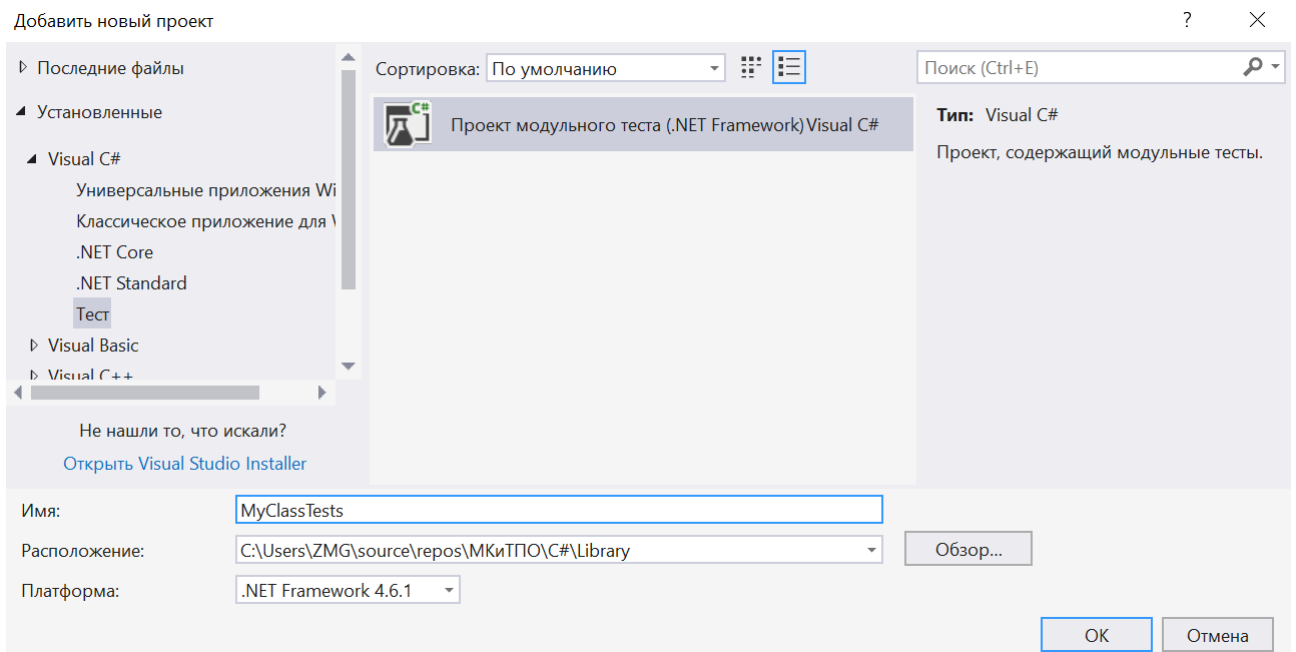 Добавить новый проект
?
Последние файлы
Установленные
Visual C#
Универсальные приложения Wi
Классическое приложение для
.NET Core
.NET Standard
Тест
Visual Basic
Visual C++
Не нашли то, что искали?
Открыть Visual Studio Installer
Сортировка: По умолчанию
C#
Проект модульного теста (.NET Framework) Visual C#
Поиск (Ctrl+E)
Тип: Visual C#
Проект, содержащий модульные тесты.
Имя: MyClassTests
Расположение: C:\Users\ZMG\source\repos\МКиТПО\C#\Library Обзор...
Платформа: .NET Framework 4.6.1
ОК Отмена